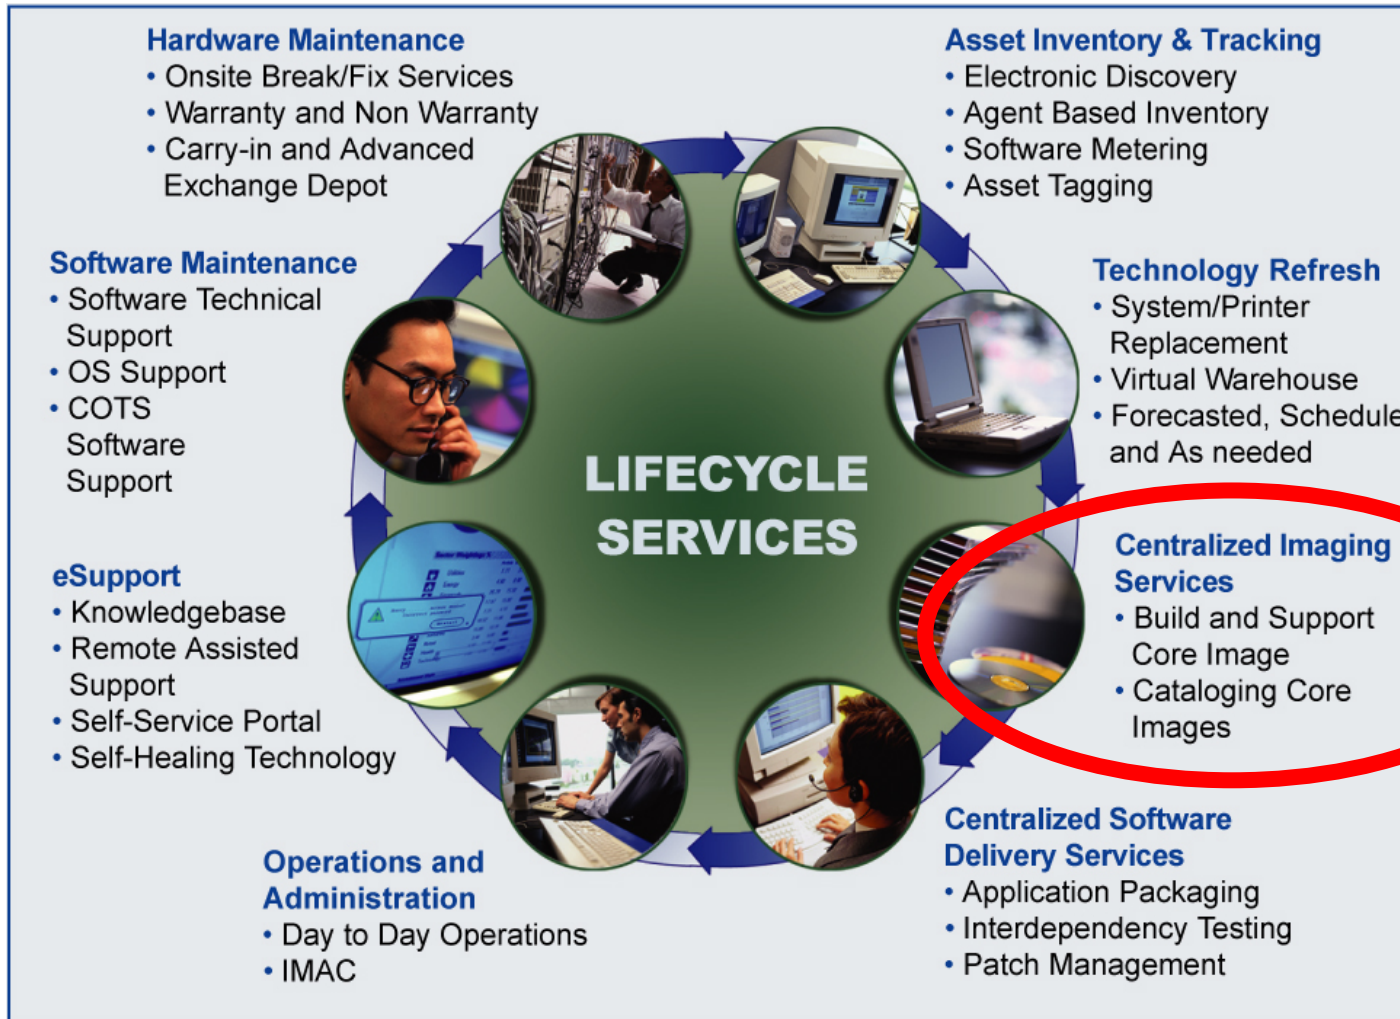 Hardware Maintenance
• Onsite Break/Fix Services
• Warranty and Non Warranty
• Carry-in and Advanced
Exchange Depot
Asset Inventory & Tracking
• Electronic Discovery
• Agent Based Inventory
• Software Metering
• Asset Tagging
Software Maintenance
• Software Technical
Support
• OS Support
• COTS
Software
Support
Technology Refresh
• System/Printer
Replacement
• Virtual Warehouse
• Forecasted, Schedule
and As needed
LIFECYCLE
SERVICES
eSupport
• Knowledgebase
• Remote Assisted
Support
• Self-Service Portal
• Self-Healing Technology
Centralized Imaging
Services
• Build and Support
Core Image
• Cataloging Core
Images
Operations and
Administration
• Day to Day Operations
• IMAC
Centralized Software
Delivery Services
• Application Packaging
• Interdependency Testing
• Patch Management